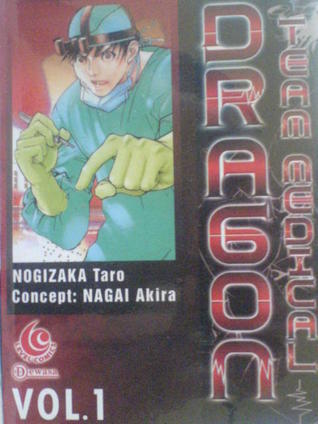 DRAGON
TEAM MEDICAL
NOGIZAKA Taro
Concept: NAGAI Akira
LEVEL COMICS
Dewasa
VOL.1